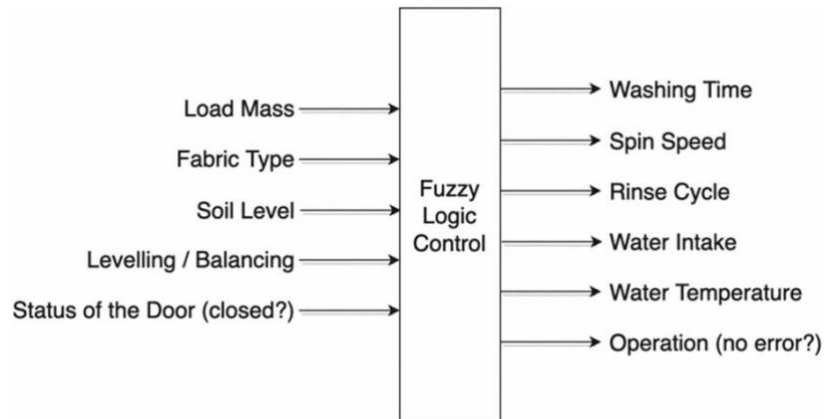 Load Mass
Fabric Type
Soil Level
Levelling / Balancing
Status of the Door (closed?)
Fuzzy
Logic
Control
Washing Time
Spin Speed
Rinse Cycle
Water Intake
Water Temperature
Operation (no error?)